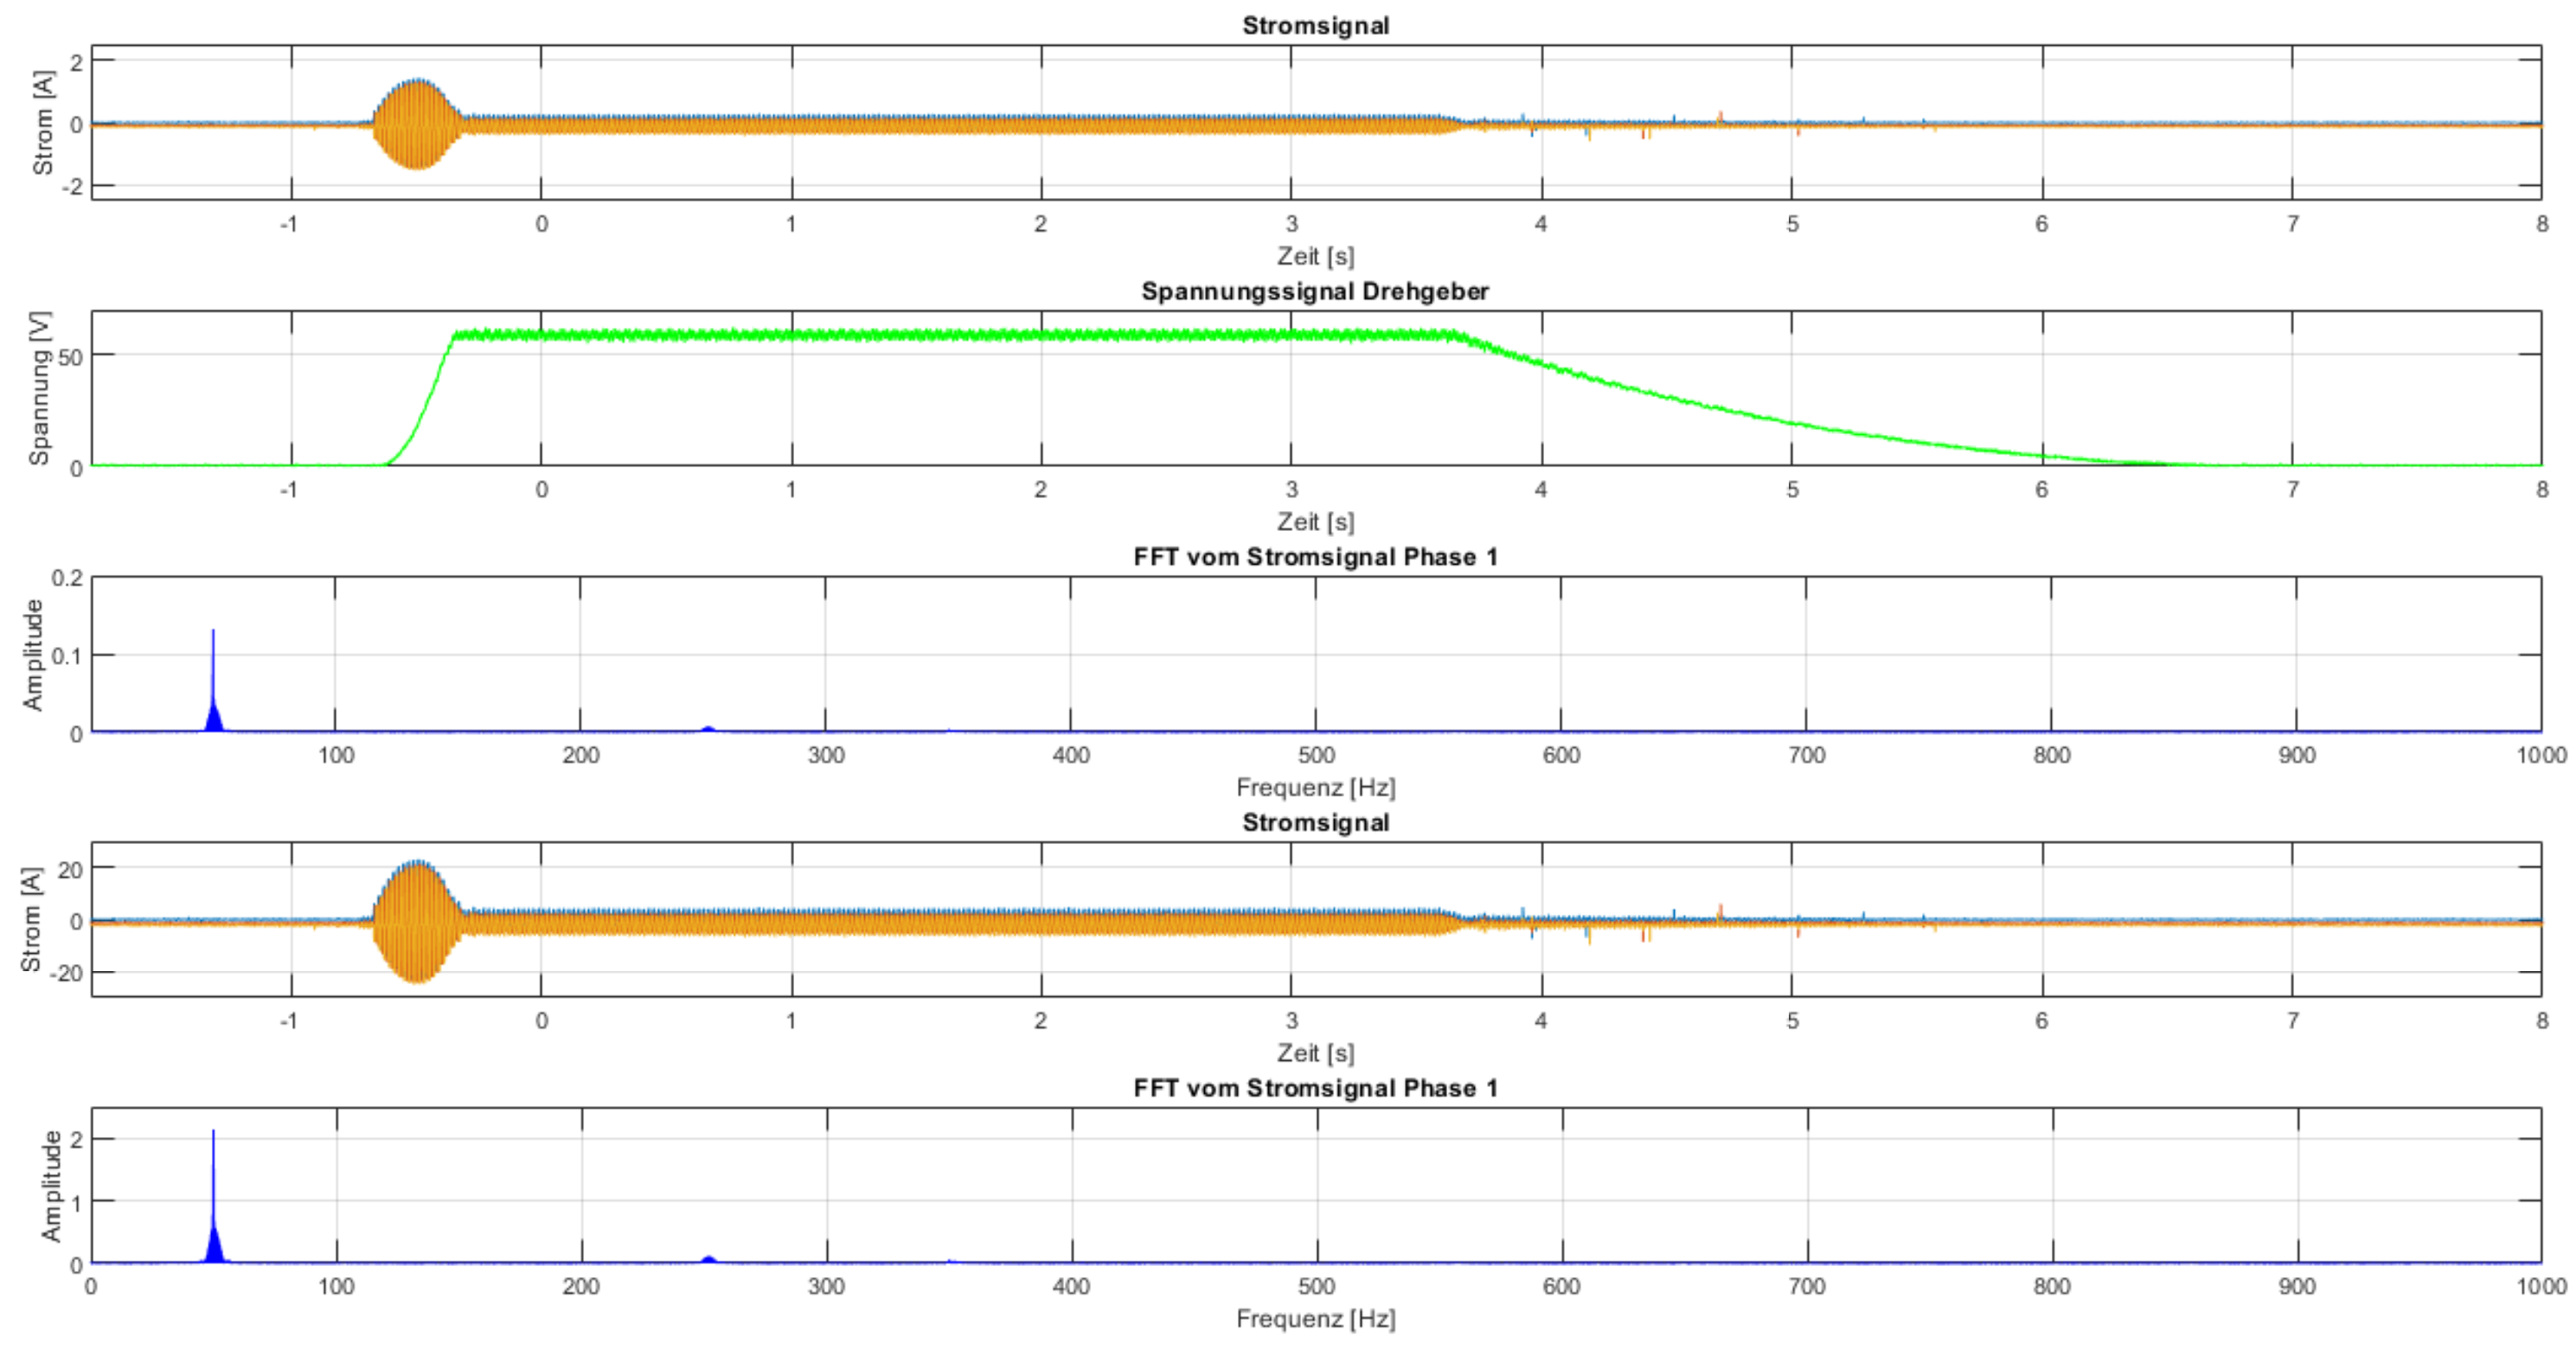 Stromsignal
Strom [A]
2
0
-2
-1 0 1 2 3 4 5 6 7 8
Zeit [s]
Spannungssignal Drehgeber
Spannung [V]
50
0
-1 0 1 2 3 4 5 6 7 8
Zeit [s]
FFT vom Stromsignal Phase 1
Amplitude
0.2
0.1
0
100 200 300 400 500 600 700 800 900 1000
Frequenz [Hz]
Stromsignal
Strom [A]
20
0
-20
-1 0 1 2 3 4 5 6 7 8
Zeit [s]
FFT vom Stromsignal Phase 1
Amplitude
2
1
0
0 100 200 300 400 500 600 700 800 900 1000
Frequenz [Hz]